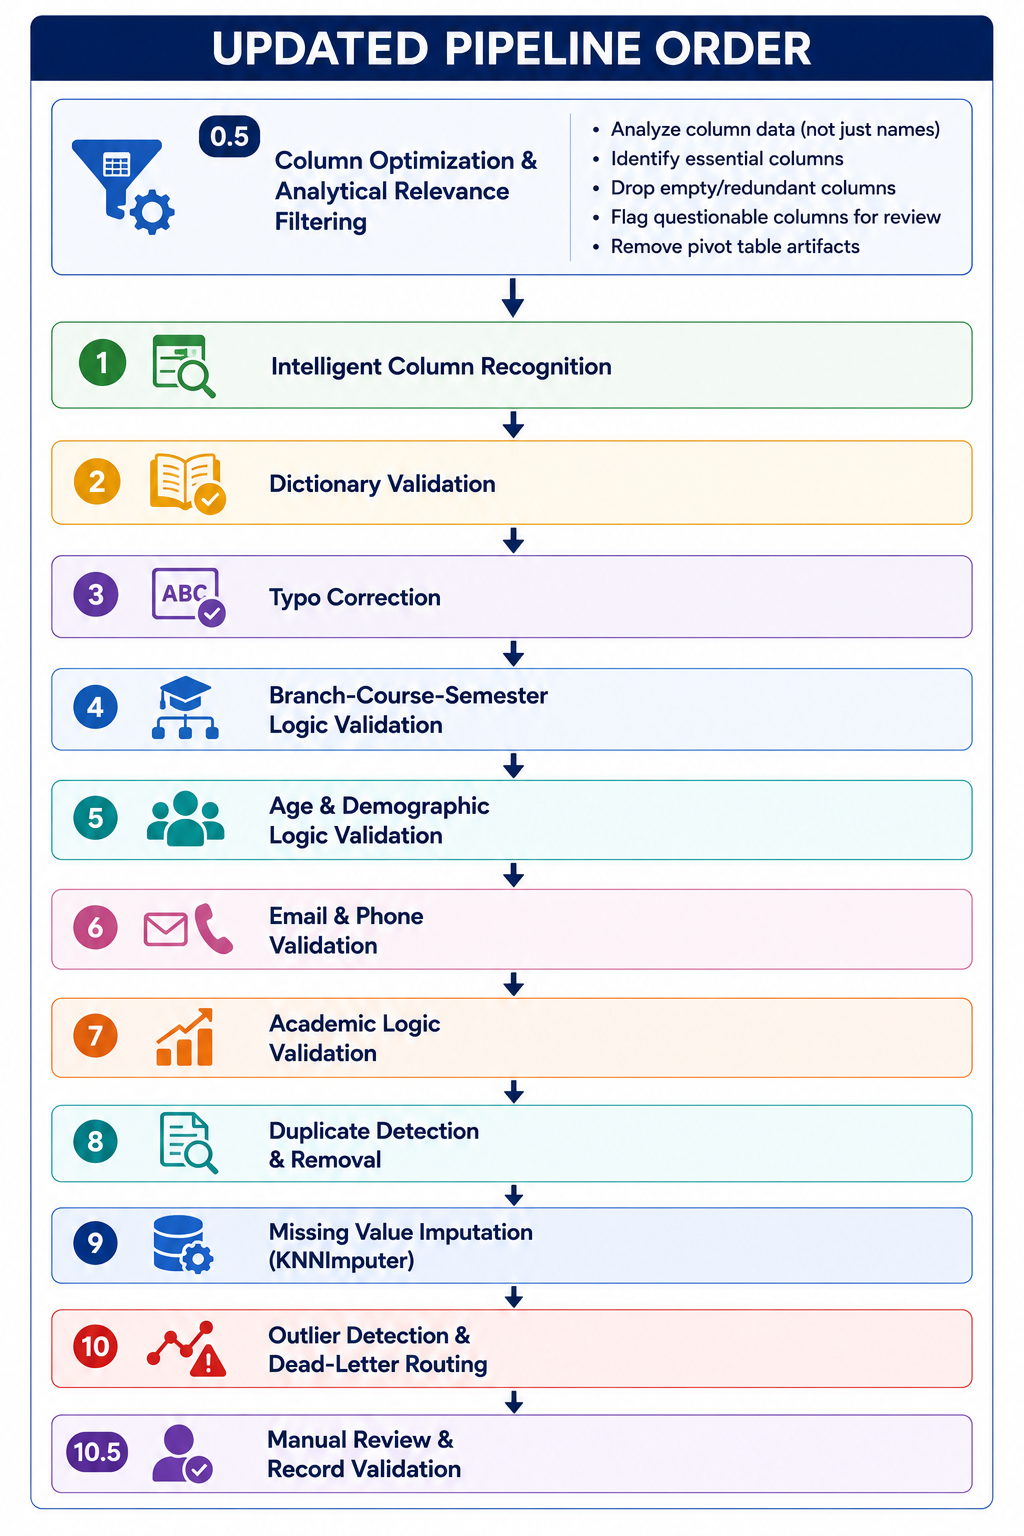 UPDATED PIPELINE ORDER
0.5
Column Optimization &
Analytical Relevance
Filtering
• Analyze column data (not just names)
• Identify essential columns
• Drop empty/redundant columns
• Flag questionable columns for review
• Remove pivot table artifacts
1
Intelligent Column Recognition
2
Dictionary Validation
3
ABC
Typo Correction
4
Branch-Course-Semester
Logic Validation
5
Age & Demographic
Logic Validation
6
Email & Phone
Validation
7
Academic Logic
Validation
8
Duplicate Detection
& Removal
9
Missing Value Imputation
(KNNImputer)
10
Outlier Detection &
Dead-Letter Routing
10.5
Manual Review &
Record Validation